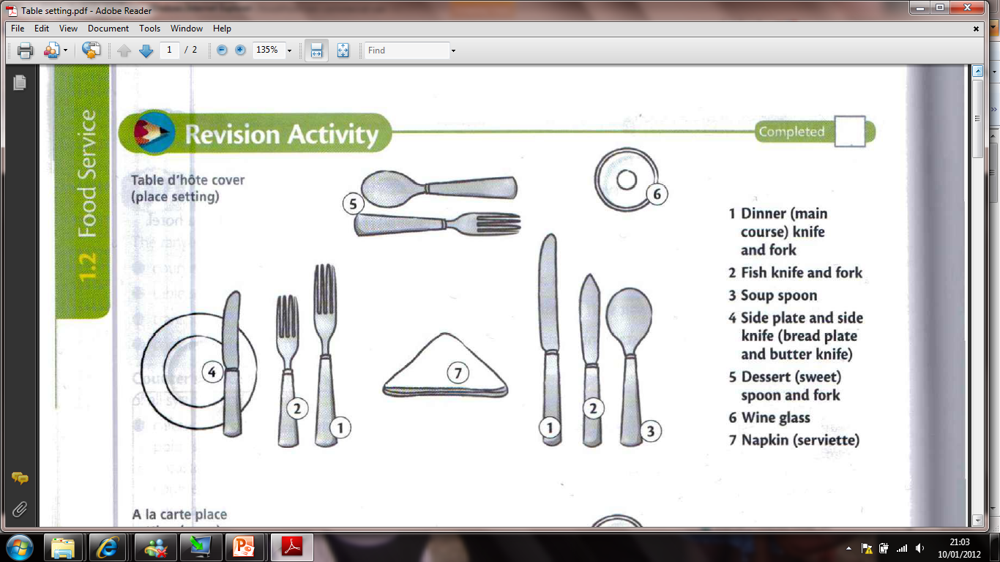 Table setting.pdf - Adobe Reader
File Edit View Document Tools Window Help
1 / 2 135% Find
1.2 Food Service
Revision Activity
Completed
Table d'hôte cover
(place setting)
5
6
4
2
1
7
1
2
3
1 Dinner (main
course) knife
and fork
2 Fish knife and fork
3 Soup spoon
4 Side plate and side
knife (bread plate
and butter knife)
5 Dessert (sweet)
spoon and fork
6 Wine glass
7 Napkin (serviette)
A la carte place
21:03
10/01/2012